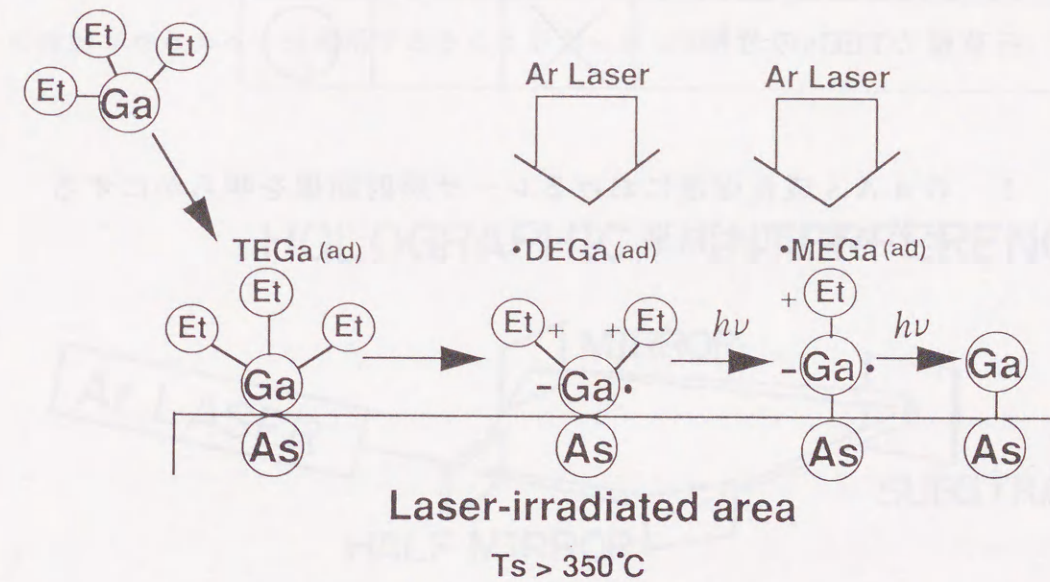 Et Et
Et Ga
Ar Laser Ar Laser
TEGa (ad) ·DEGa (ad) ·MEGa (ad)
Et + Et
Et Et Et + + Et hν hν
Ga -Ga· -Ga· Ga
As As As As
Laser-irradiated area
Ts > 350°C